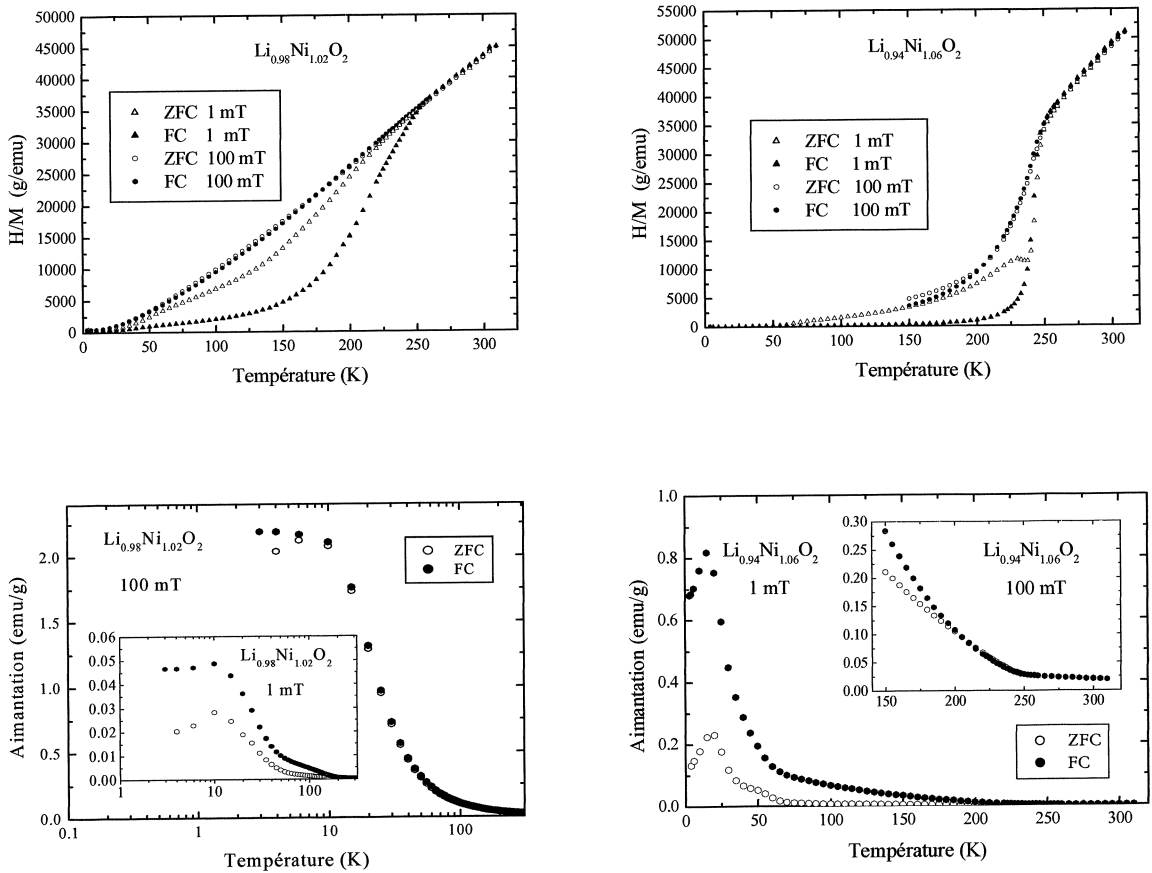 50000
45000
40000
35000
30000
25000
20000
15000
10000
5000
0
H/M (g/emu)
Li0.98Ni1.02O2
ZFC 1 mT
FC 1 mT
ZFC 100 mT
FC 100 mT
0 50 100 150 200 250 300
Température (K)
55000
50000
45000
40000
35000
30000
25000
20000
15000
10000
5000
0
H/M (g/emu)
Li0.94Ni1.06O2
ZFC 1 mT
FC 1 mT
ZFC 100 mT
FC 100 mT
0 50 100 150 200 250 300
Température (K)
2.0
1.5
1.0
0.5
0.0
Aimantation (emu/g)
Li0.98Ni1.02O2
100 mT
ZFC
FC
0.06
0.05
0.04
0.03
0.02
0.01
0.00
Li0.98Ni1.02O2
1 mT
1 10 100
0.1 1 10 100
Température (K)
1.0
0.8
0.6
0.4
0.2
0.0
Aimantation (emu/g)
Li0.94Ni1.06O2
1 mT
0.30
0.25
0.20
0.15
0.10
0.05
0.00
Li0.94Ni1.06O2
100 mT
150 200 250 300
ZFC
FC
0 50 100 150 200 250 300
Température (K)